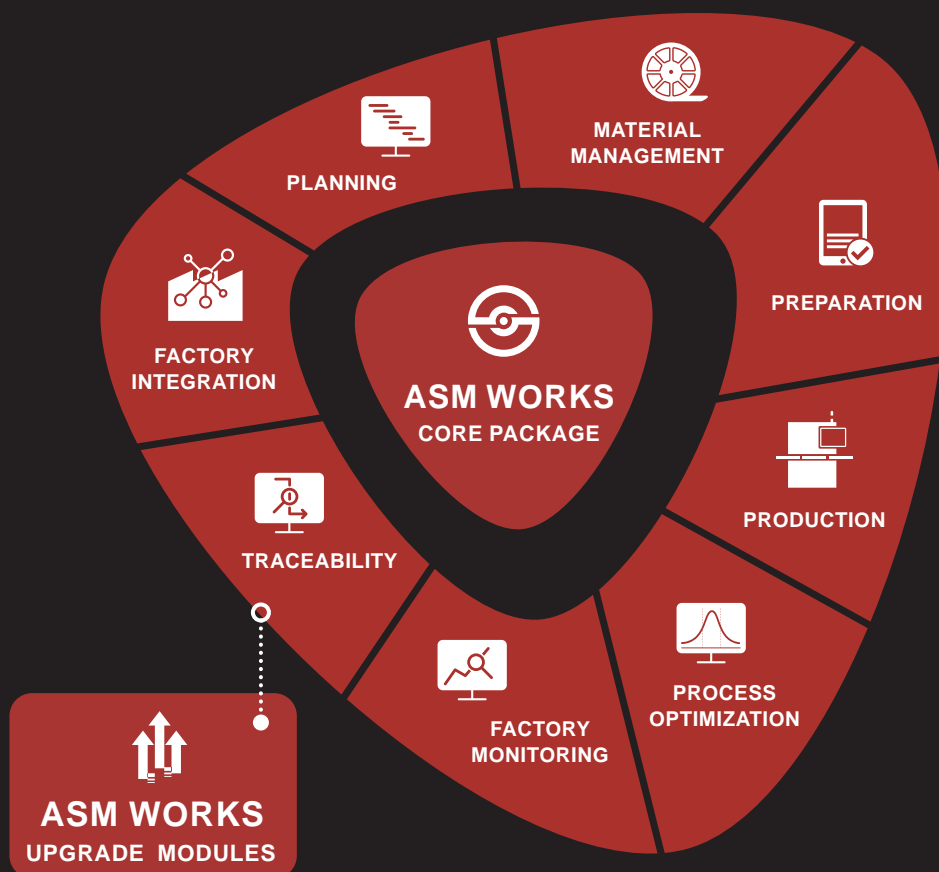 MATERIAL
MANAGEMENT
PLANNING
PREPARATION
FACTORY
INTEGRATION
ASM WORKS
CORE PACKAGE
PRODUCTION
TRACEABILITY
PROCESS
OPTIMIZATION
FACTORY
MONITORING
ASM WORKS
UPGRADE MODULES